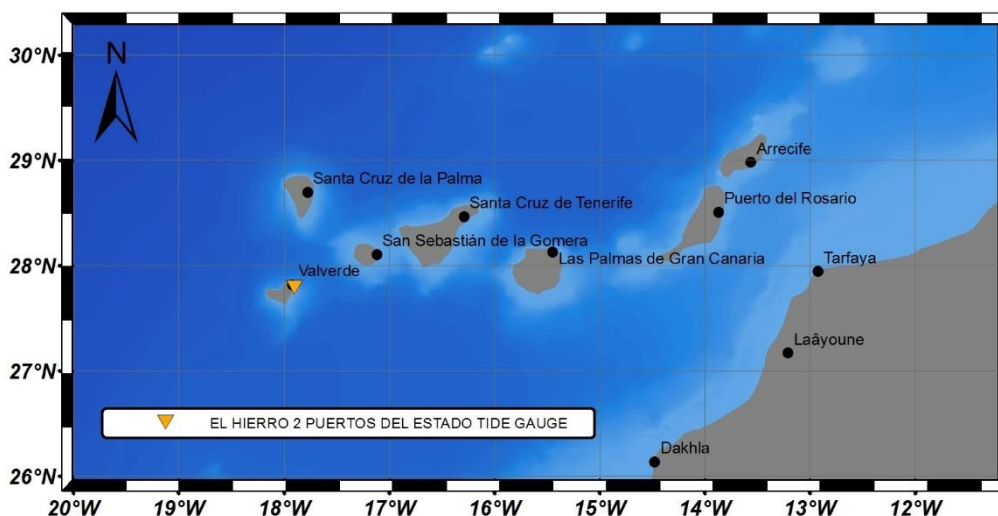 N
30°N
29°N
28°N
27°N
26°N
Arrecife
Santa Cruz de la Palma
Santa Cruz de Tenerife
Puerto del Rosario
San Sebastián de la Gomera
Las Palmas de Gran Canaria
Tarfaya
Valverde
Laâyoune
EL HIERRO 2 PUERTOS DEL ESTADO TIDE GAUGE
Dakhla
20°W
19°W
18°W
17°W
16°W
15°W
14°W
13°W
12°W